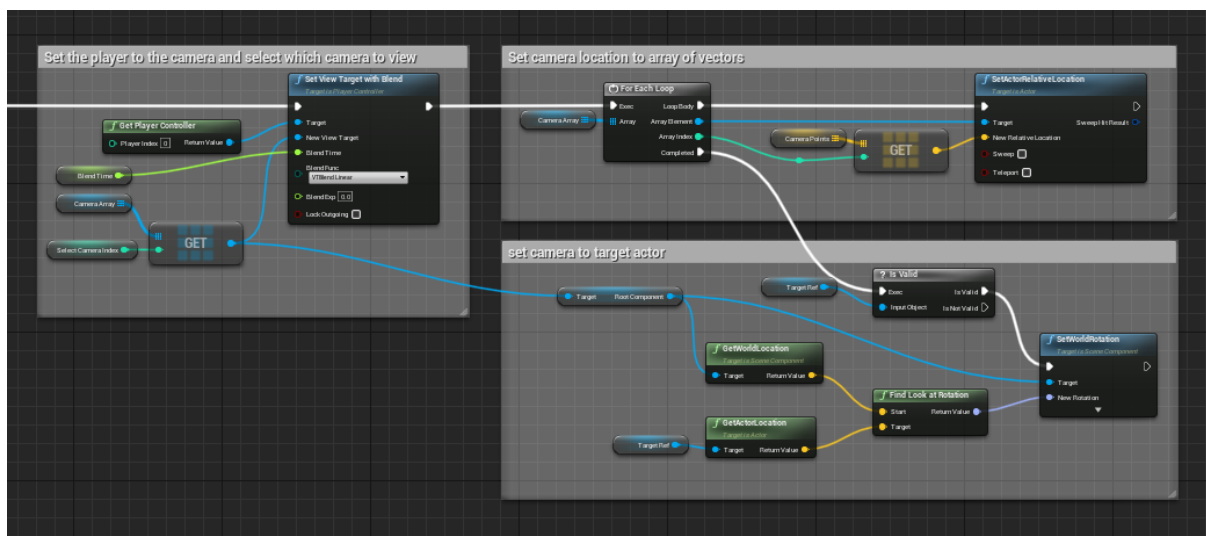 Set the player to the camera and select which camera to view
Set View Target with Blend
Target is Player Controller
Target
New View Target
Blend Time
Blend Func
VTBlend Linear
Blend Exp 0.0
Lock Outgoing
Get Player Controller
Player Index 0 Return Value
Blend Time
Camera Array
Select Camera Index
GET
Set camera location to array of vectors
For Each Loop
Exec Loop Body
Array Array Element
Array Index
Completed
Camera Array
Camera Points
GET
SetActorRelativeLocation
Target is Actor
Target Sweep Hit Result
New Relative Location
Sweep
Teleport
set camera to target actor
Target Root Component
Target Ref
? Is Valid
Exec Is Valid
Input Object Is Not Valid
GetWorldLocation
Target is Scene Component
Target Return Value
GetActorLocation
Target is Actor
Target Return Value
Target Ref
Find Look at Rotation
Start Return Value
Target
SetWorldRotation
Target is Scene Component
Target
New Rotation